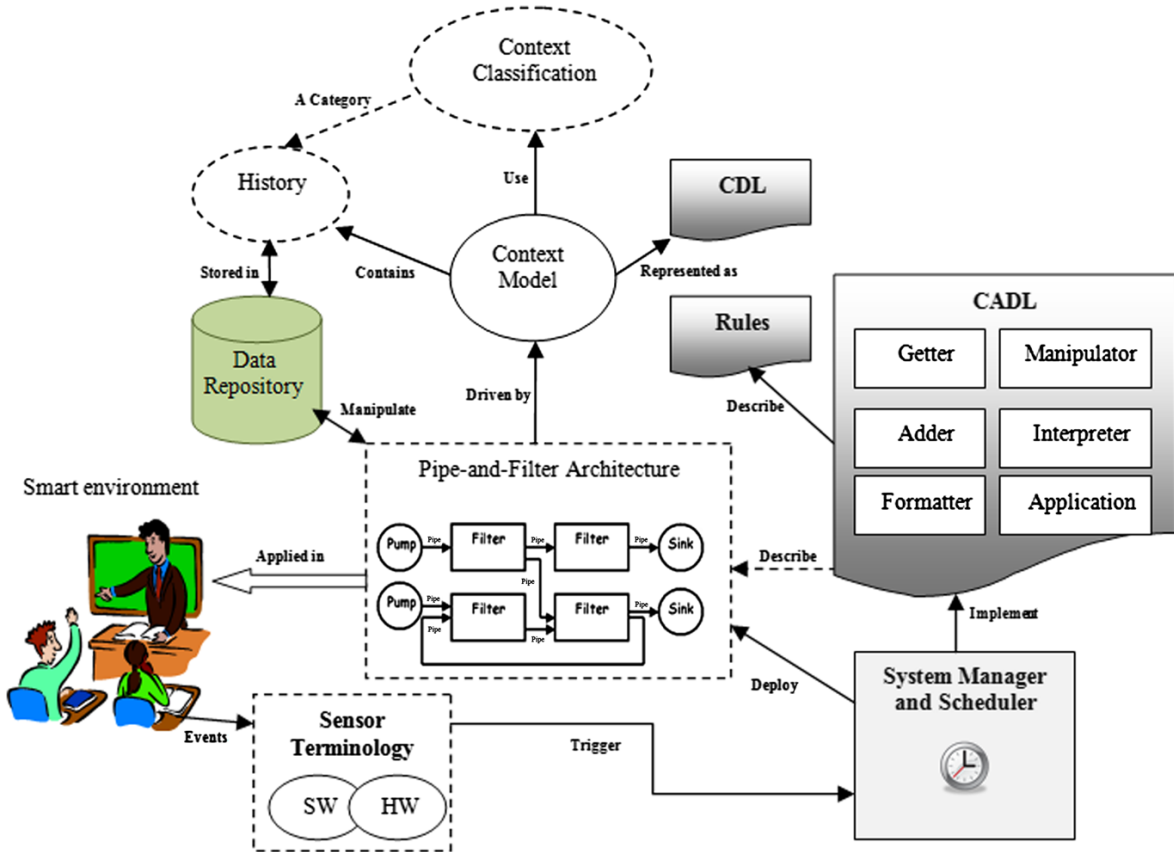 Context
Classification
A Category
History
Use
CDL
Context
Model
Stored in
Contains
Represented as
CADL
Rules
Getter
Manipulator
Data
Repository
Driven by
Describe
Manipulate
Adder
Interpreter
Pipe-and-Filter Architecture
Smart environment
Formatter
Application
Pump
Pipe
Filter
Pipe
Filter
Pipe
Sink
Applied in
Pipe
Describe
Pump
Pipe
Pipe
Filter
Pipe
Pipe
Filter
Pipe
Sink
Implement
Deploy
System Manager
and Scheduler
Events
Sensor
Terminology
Trigger
SW
HW